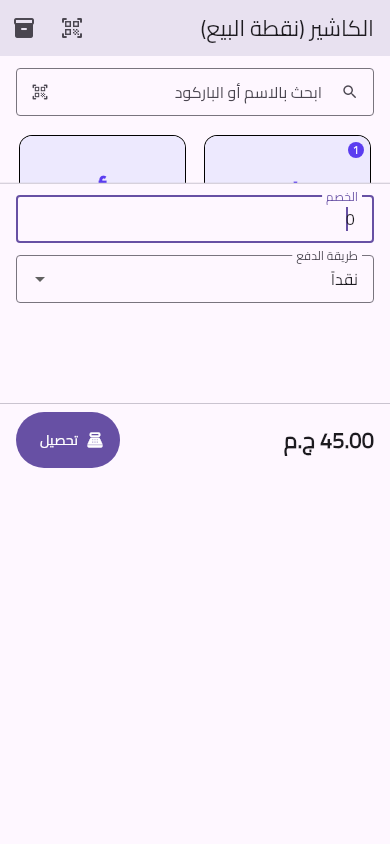 الكاشير (نقطة البيع)
ابحث بالاسم أو الباركود
1
الخصم
0
طريقة الدفع
نقداً
45.00 ج.م
تحصيل